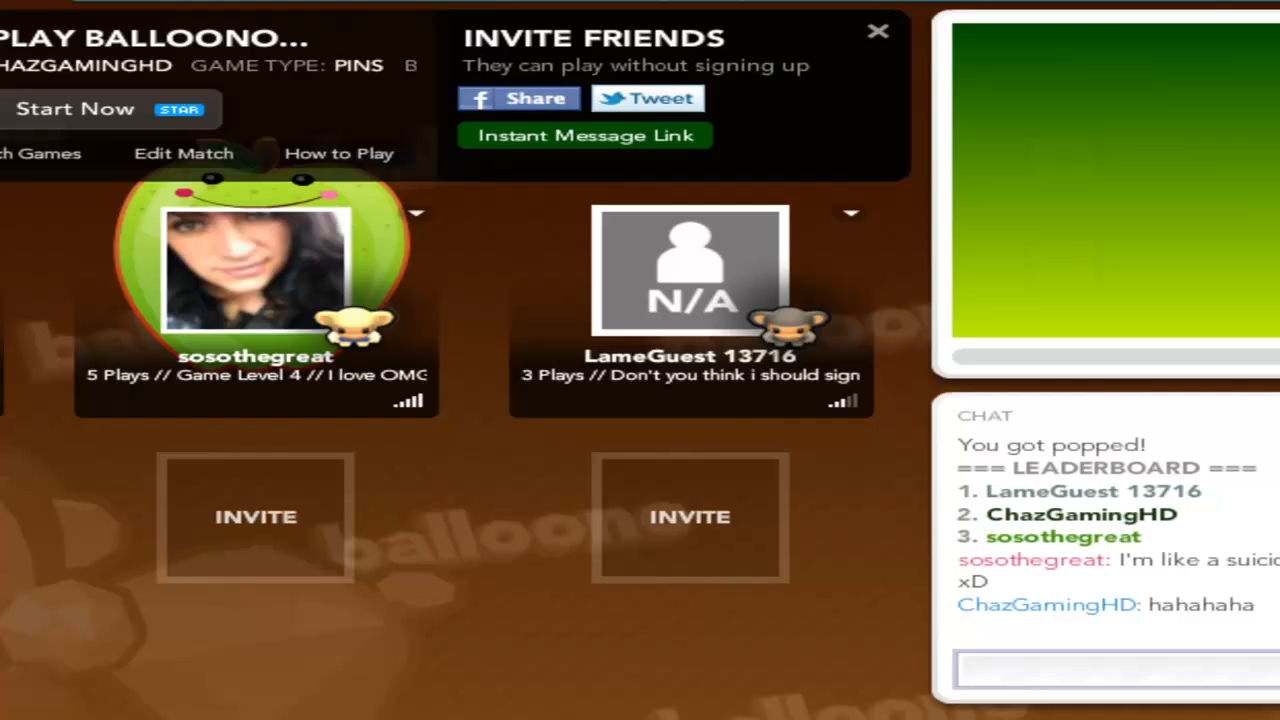 PLAY BALLOONO...
HAZGAMINGHD GAME TYPE: PINS B
Start Now STAR
ch Games Edit Match How to Play
INVITE FRIENDS
They can play without signing up
f Share Tweet
Instant Message Link
N/A
sosothegreat
5 Plays // Game Level 4 // I love OMG
LameGuest 13716
3 Plays // Don't you think i should sign
INVITE
INVITE
balloono
CHAT
You got popped!
=== LEADERBOARD ===
1. LameGuest 13716
2. ChazGamingHD
3. sosothegreat
sosothegreat: I'm like a suicid
xD
ChazGamingHD: hahahaha